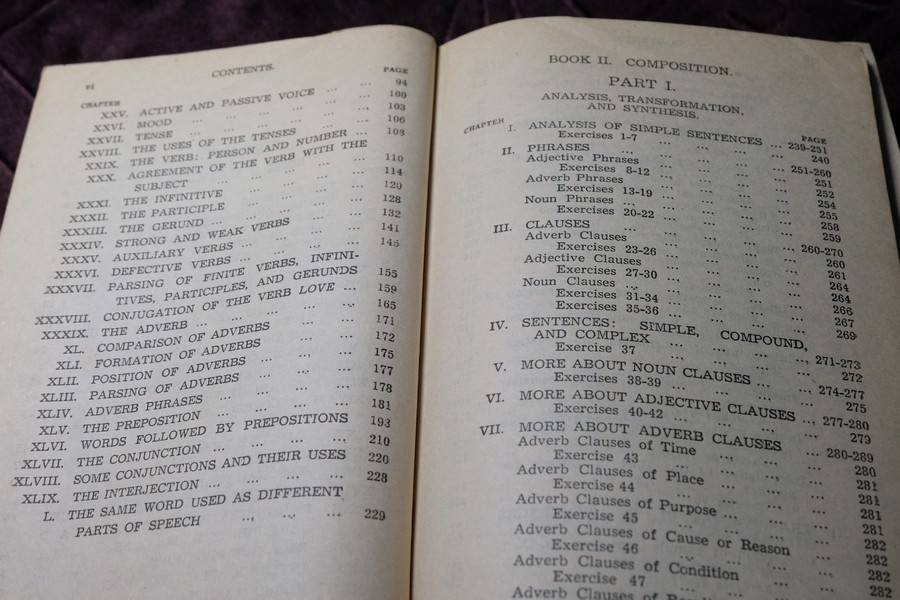 vi
CONTENTS.
CHAPTER PAGE
XXV. ACTIVE AND PASSIVE VOICE ... ... 94
XXVI. MOOD ... ... ... ... 100
XXVII. TENSE ... ... ... ... 103
XXVIII. THE USES OF THE TENSES ... ... 106
XXIX. THE VERB: PERSON AND NUMBER ... 108
XXX. AGREEMENT OF THE VERB WITH THE
SUBJECT ... ... ... ... 110
XXXI. THE INFINITIVE ... ... ... 114
XXXII. THE PARTICIPLE ... ... ... 120
XXXIII. THE GERUND ... ... ... 128
XXXIV. STRONG AND WEAK VERBS ... ... 132
XXXV. AUXILIARY VERBS ... ... ... 141
XXXVI. DEFECTIVE VERBS ... ... ... 145
XXXVII. PARSING OF FINITE VERBS, INFINI-
TIVES, PARTICIPLES, AND GERUNDS 155
XXXVIII. CONJUGATION OF THE VERB LOVE ... 159
XXXIX. THE ADVERB ... ... ... ... 165
XL. COMPARISON OF ADVERBS ... ... 171
XLI. FORMATION OF ADVERBS ... ... 172
XLII. POSITION OF ADVERBS ... ... ... 175
XLIII. PARSING OF ADVERBS ... ... ... 177
XLIV. ADVERB PHRASES ... ... ... 178
XLV. THE PREPOSITION ... ... ... 181
XLVI. WORDS FOLLOWED BY PREPOSITIONS 193
XLVII. THE CONJUNCTION ... ... ... ... 210
XLVIII. SOME CONJUNCTIONS AND THEIR USES 220
XLIX. THE INTERJECTION ... ... ... ... 228
L. THE SAME WORD USED AS DIFFERENT
PARTS OF SPEECH ... ... ... 229
BOOK II. COMPOSITION.
PART I.
ANALYSIS, TRANSFORMATION,
AND SYNTHESIS.
CHAPTER PAGE
I. ANALYSIS OF SIMPLE SENTENCES ... 239-251
Exercises 1-7 ... ... ... 240
II. PHRASES ... ... ... ... 251-260
Adjective Phrases ... ... ... 251
Exercises 8-12 ... ... ... 252
Adverb Phrases ... ... ... 254
Exercises 13-19 ... ... ... 255
Noun Phrases ... ... ... 258
Exercises 20-22 ... ... ... 259
III. CLAUSES ... ... ... ... 260-270
Adverb Clauses ... ... ... 260
Exercises 23-26 ... ... ... 261
Adjective Clauses ... ... ... 264
Exercises 27-30 ... ... ... 264
Noun Clauses ... ... ... ... 266
Exercises 31-34 ... ... ... 267
Exercises 35-36 ... ... ... 269
IV. SENTENCES: SIMPLE, COMPOUND,
AND COMPLEX ... ... ... ... 271-273
Exercise 37 ... ... ... ... 272
V. MORE ABOUT NOUN CLAUSES ... ... 274-277
Exercises 38-39 ... ... ... ... 275
VI. MORE ABOUT ADJECTIVE CLAUSES ... 277-280
Exercises 40-42 ... ... ... ... 279
VII. MORE ABOUT ADVERB CLAUSES ... 280-289
Adverb Clauses of Time ... ... ... 280
Exercise 43 ... ... ... ... 281
Adverb Clauses of Place ... ... ... 281
Exercise 44 ... ... ... ... 281
Adverb Clauses of Purpose ... ... ... 281
Exercise 45 ... ... ... ... 282
Adverb Clauses of Cause or Reason ... 282
Exercise 46 ... ... ... ... 282
Adverb Clauses of Condition ... ... 282
Exercise 47 ... ... ...
Adverb Clauses of